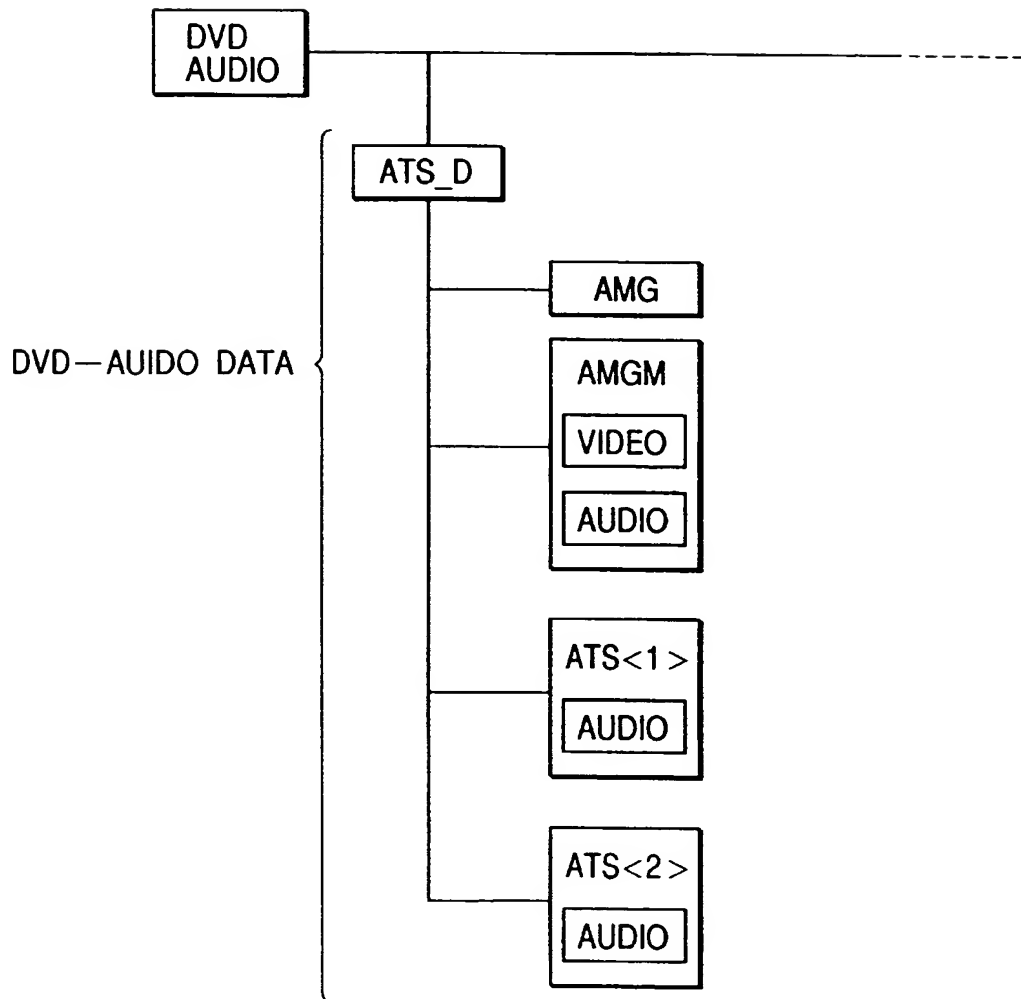 DVD
AUDIO
ATS_D
AMG
DVD—AUIDO DATA
AMGM
VIDEO
AUDIO
ATS<1>
AUDIO
ATS<2>
AUDIO